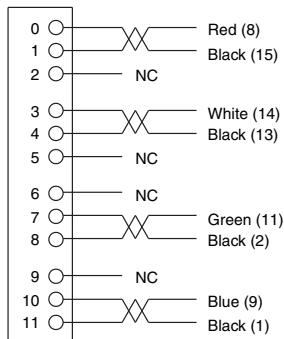 0 Red (8)
1 Black (15)
2 NC
3 White (14)
4 Black (13)
5 NC
6 NC
7 Green (11)
8 Black (2)
9 NC
10 Blue (9)
11 Black (1)